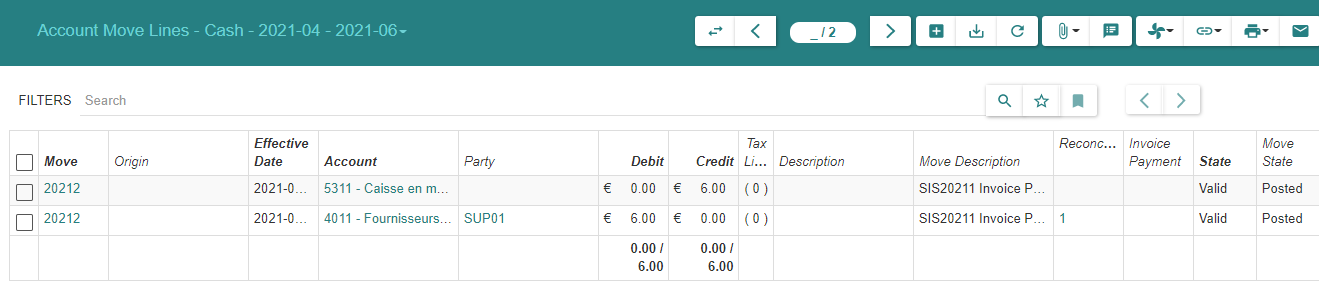 Account Move Lines - Cash - 2021-04 - 2021-06
_ / 2
FILTERS Search
Move Origin Effective Date Account Party Debit Credit Tax Li... Description Move Description Reconc... Invoice Payment State Move State
20212 2021-0... 5311 - Caisse en m... € 0.00 € 6.00 ( 0 ) SIS20211 Invoice P... Valid Posted
20212 2021-0... 4011 - Fournisseurs... SUP01 € 6.00 € 0.00 ( 0 ) SIS20211 Invoice P... 1 Valid Posted
0.00 / 6.00 0.00 / 6.00